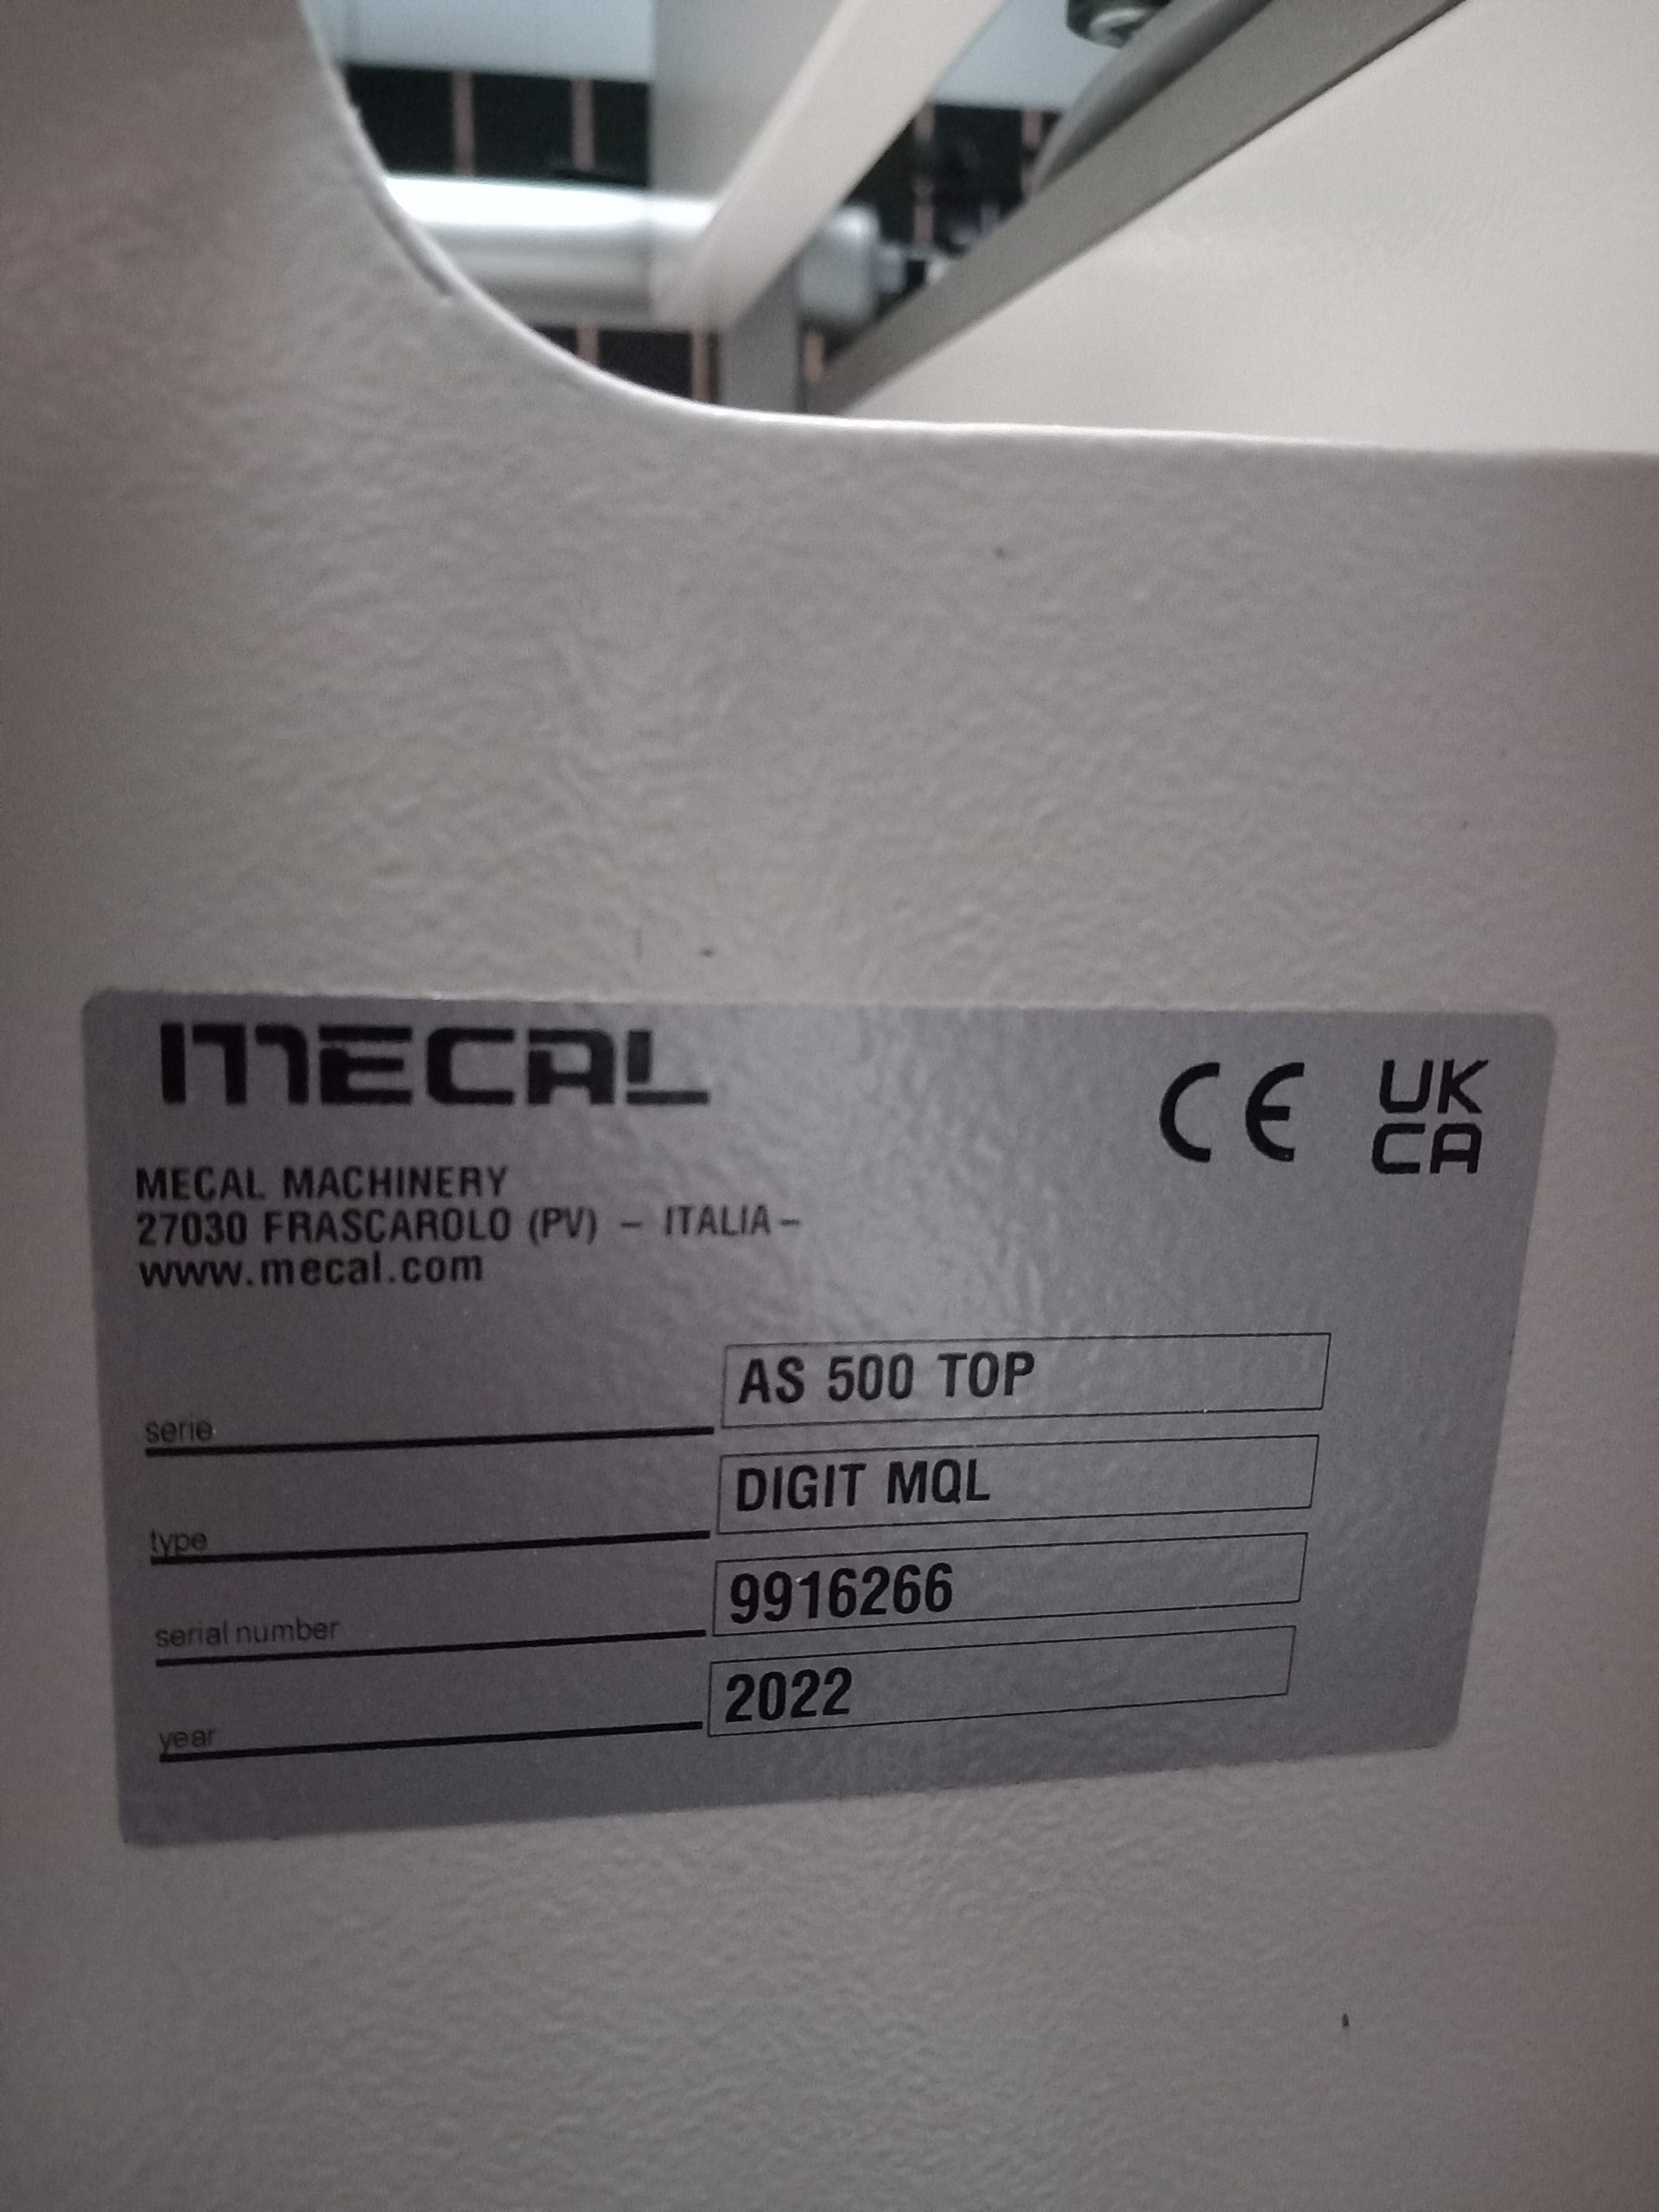 MECAL
CE UK
CA
MECAL MACHINERY
27030 FRASCAROLO (PV) – ITALIA –
www.mecal.com
serie AS 500 TOP
type DIGIT MQL
serial number 9916266
year 2022